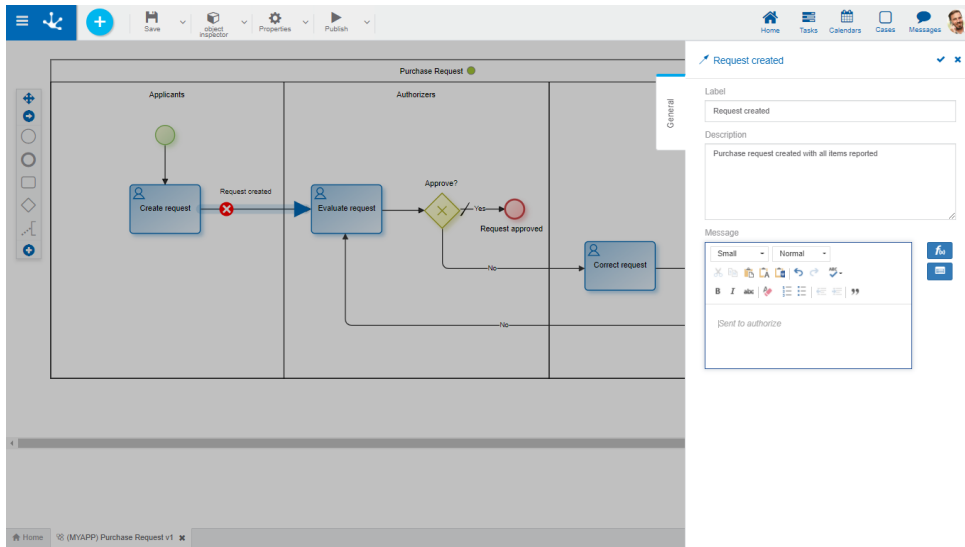 Save
object
inspector
Properties
Publish
Home
Tasks
Calendars
Cases
Messages
Purchase Request
Applicants
Authorizers
Create request
Request created
Evaluate request
Approve?
Yes
Request approved
No
Correct request
No
General
Request created
Label
Request created
Description
Purchase request created with all items reported
Message
Small
Normal
ABC
B I abc
Sent to authorize
Home
(MYAPP) Purchase Request v1